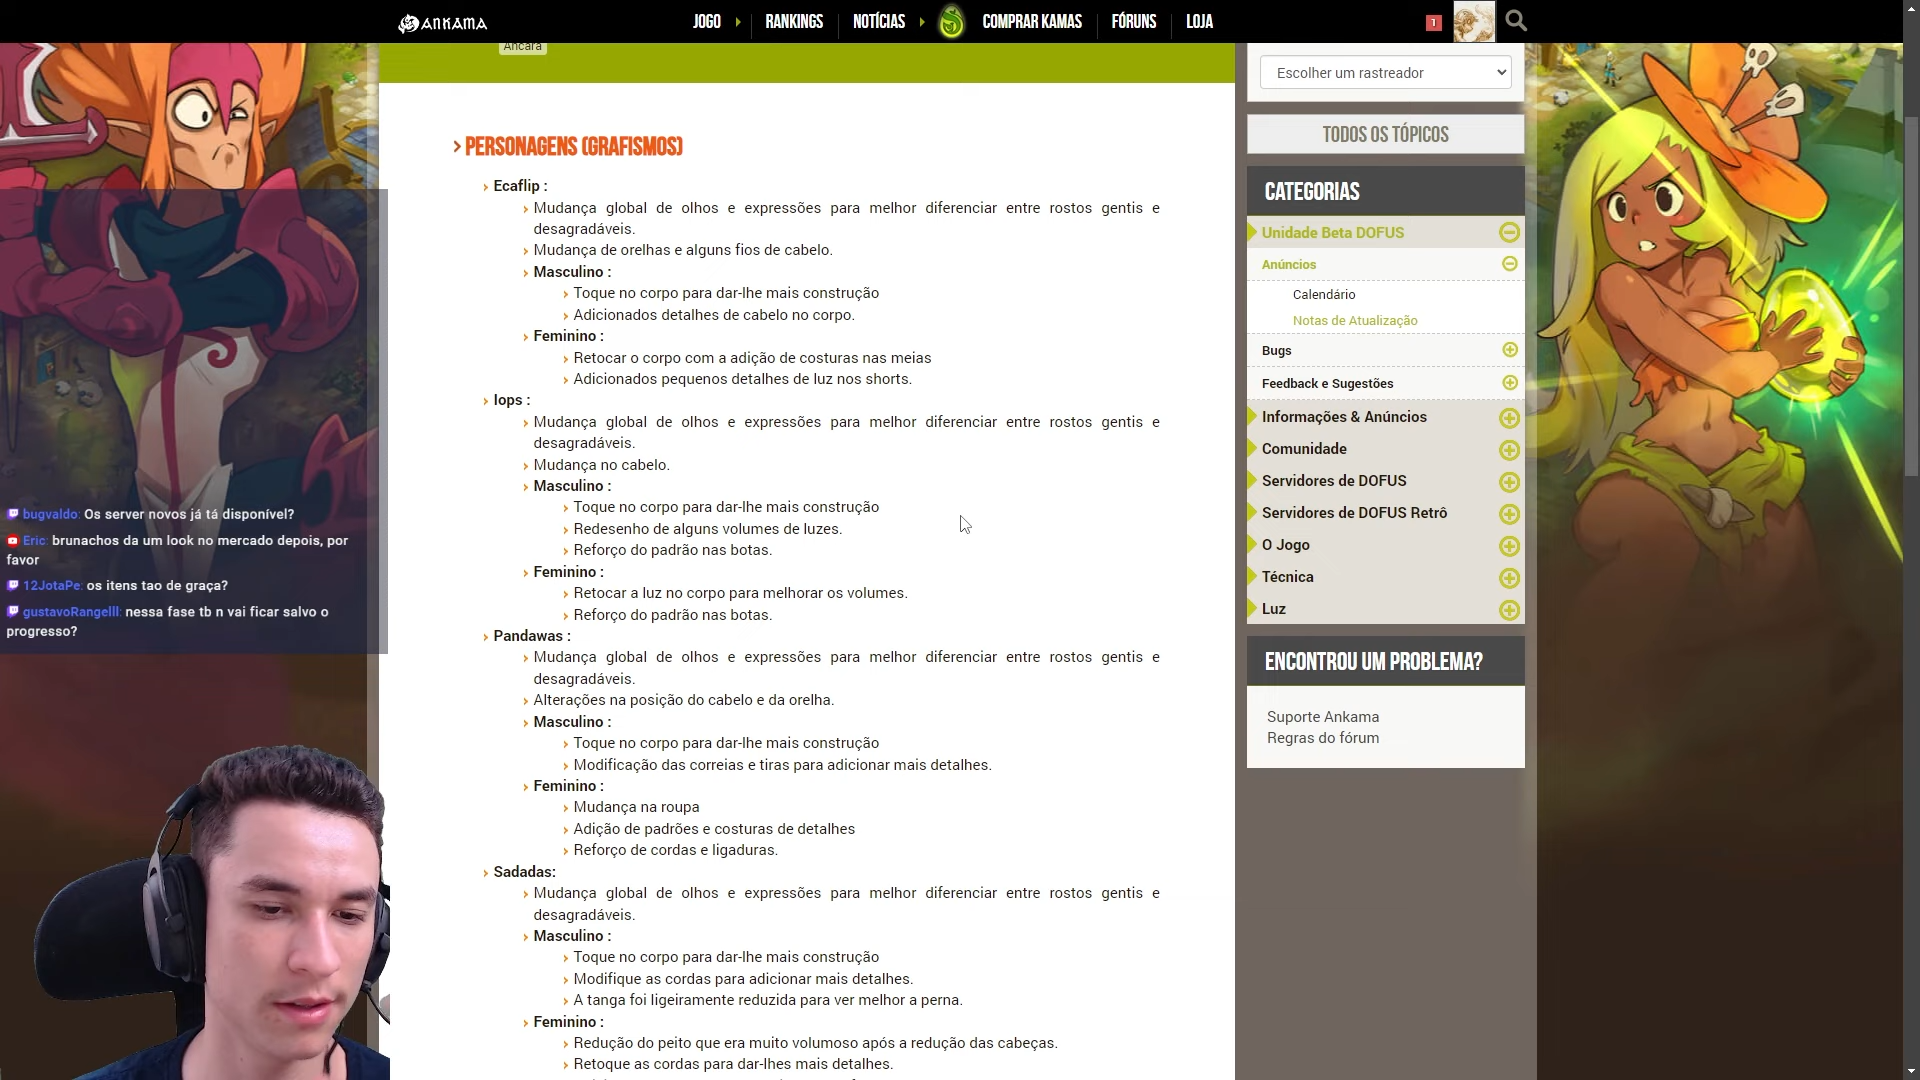 ANKAMA
JOGO
RANKINGS
NOTÍCIAS
COMPRAR KAMAS
FÓRUNS
LOJA
1
Ancara
PERSONAGENS (GRAFISMOS)
Ecaflip :
Mudança global de olhos e expressões para melhor diferenciar entre rostos gentis e
desagradáveis.
Mudança de orelhas e alguns fios de cabelo.
Masculino :
Toque no corpo para dar-lhe mais construção
Adicionados detalhes de cabelo no corpo.
Feminino :
Retocar o corpo com a adição de costuras nas meias
Adicionados pequenos detalhes de luz nos shorts.
Iops :
Mudança global de olhos e expressões para melhor diferenciar entre rostos gentis e
desagradáveis.
Mudança no cabelo.
Masculino :
Toque no corpo para dar-lhe mais construção
Redesenho de alguns volumes de luzes.
Reforço do padrão nas botas.
Feminino :
Retocar a luz no corpo para melhorar os volumes.
Reforço do padrão nas botas.
Pandawas :
Mudança global de olhos e expressões para melhor diferenciar entre rostos gentis e
desagradáveis.
Alterações na posição do cabelo e da orelha.
Masculino :
Toque no corpo para dar-lhe mais construção
Modificação das correias e tiras para adicionar mais detalhes.
Feminino :
Mudança na roupa
Adição de padrões e costuras de detalhes
Reforço de cordas e ligaduras.
Sadadas:
Mudança global de olhos e expressões para melhor diferenciar entre rostos gentis e
desagradáveis.
Masculino :
Toque no corpo para dar-lhe mais construção
Modifique as cordas para adicionar mais detalhes.
A tanga foi ligeiramente reduzida para ver melhor a perna.
Feminino :
Redução do peito que era muito volumoso após a redução das cabeças.
Retoque as cordas para dar-lhes mais detalhes.
Escolher um rastreador
TODOS OS TÓPICOS
CATEGORIAS
Unidade Beta DOFUS
Anúncios
Calendário
Notas de Atualização
Bugs
Feedback e Sugestões
Informações & Anúncios
Comunidade
Servidores de DOFUS
Servidores de DOFUS Retrô
O Jogo
Técnica
Luz
ENCONTROU UM PROBLEMA?
Suporte Ankama
Regras do fórum
bugvaldo: Os server novos já tá disponível?
Eric: brunachos da um look no mercado depois, por
favor
12JotaPe: os itens tao de graça?
gustavoRangelll: nessa fase tb n vai ficar salvo o
progresso?